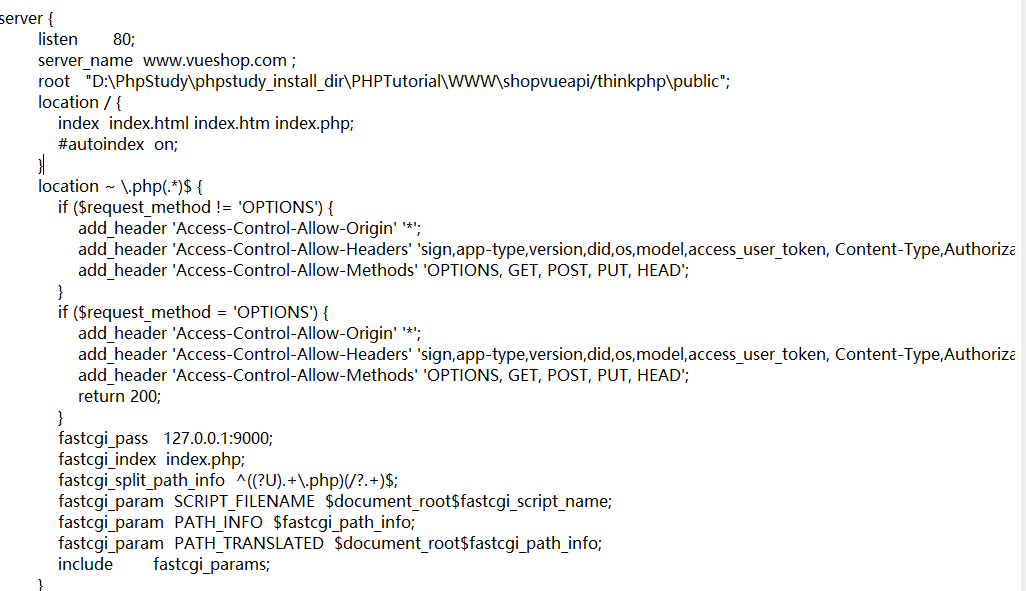 server {
listen 80;
server_name www.vueshop.com ;
root "D:\PhpStudy\phpstudy_install_dir\PHPTutorial\WWW\shopvueapi/thinkphp\public";
location / {
index index.html index.htm index.php;
#autoindex on;
}
location ~ \.php(.*)$ {
if ($request_method != 'OPTIONS') {
add_header 'Access-Control-Allow-Origin' '*';
add_header 'Access-Control-Allow-Headers' 'sign,app-type,version,did,os,model,access_user_token, Content-Type,Authoriza
add_header 'Access-Control-Allow-Methods' 'OPTIONS, GET, POST, PUT, HEAD';
}
if ($request_method = 'OPTIONS') {
add_header 'Access-Control-Allow-Origin' '*';
add_header 'Access-Control-Allow-Headers' 'sign,app-type,version,did,os,model,access_user_token, Content-Type,Authoriza
add_header 'Access-Control-Allow-Methods' 'OPTIONS, GET, POST, PUT, HEAD';
return 200;
}
fastcgi_pass 127.0.0.1:9000;
fastcgi_index index.php;
fastcgi_split_path_info ^((?U).+\.php)(/?.+)$;
fastcgi_param SCRIPT_FILENAME $document_root$fastcgi_script_name;
fastcgi_param PATH_INFO $fastcgi_path_info;
fastcgi_param PATH_TRANSLATED $document_root$fastcgi_path_info;
include fastcgi_params;
}